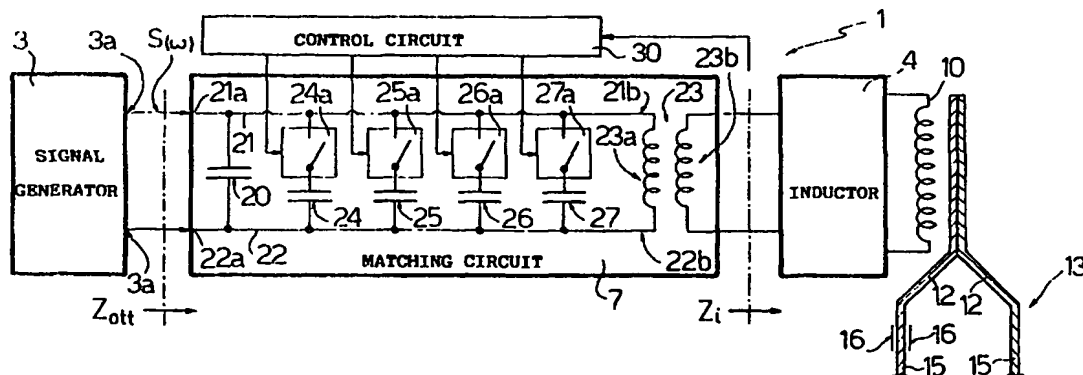 3
3a
S(ω)
CONTROL CIRCUIT
30
1
23b
4
10
21a
24a
25a
26a
27a
21b
23
21
23a
SIGNAL
GENERATOR
20
24
25
26
27
INDUCTOR
22
3a
22a
MATCHING CIRCUIT
22b
7
12
12
13
Zott
Zi
16
16
15
15